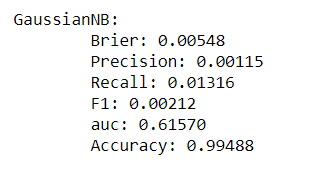 GaussianNB:
Brier: 0.00548
Precision: 0.00115
Recall: 0.01316
F1: 0.00212
auc: 0.61570
Accuracy: 0.99488